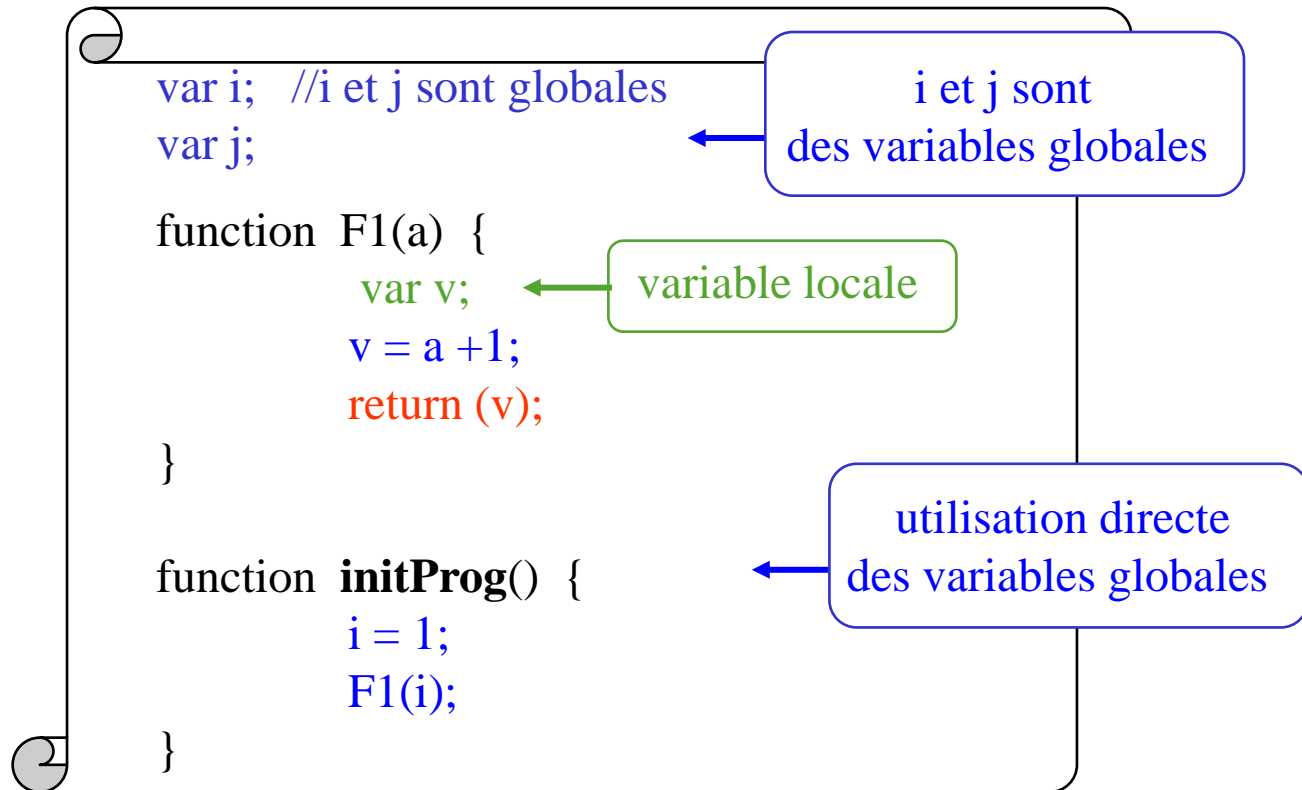 var i;   //i et j sont globales
var j;
i et j sont
des variables globales
function  F1(a)  {
var v;
variable locale
v = a +1;
return (v);
}
function  initProg()  {
utilisation directe
des variables globales
i = 1;
F1(i);
}